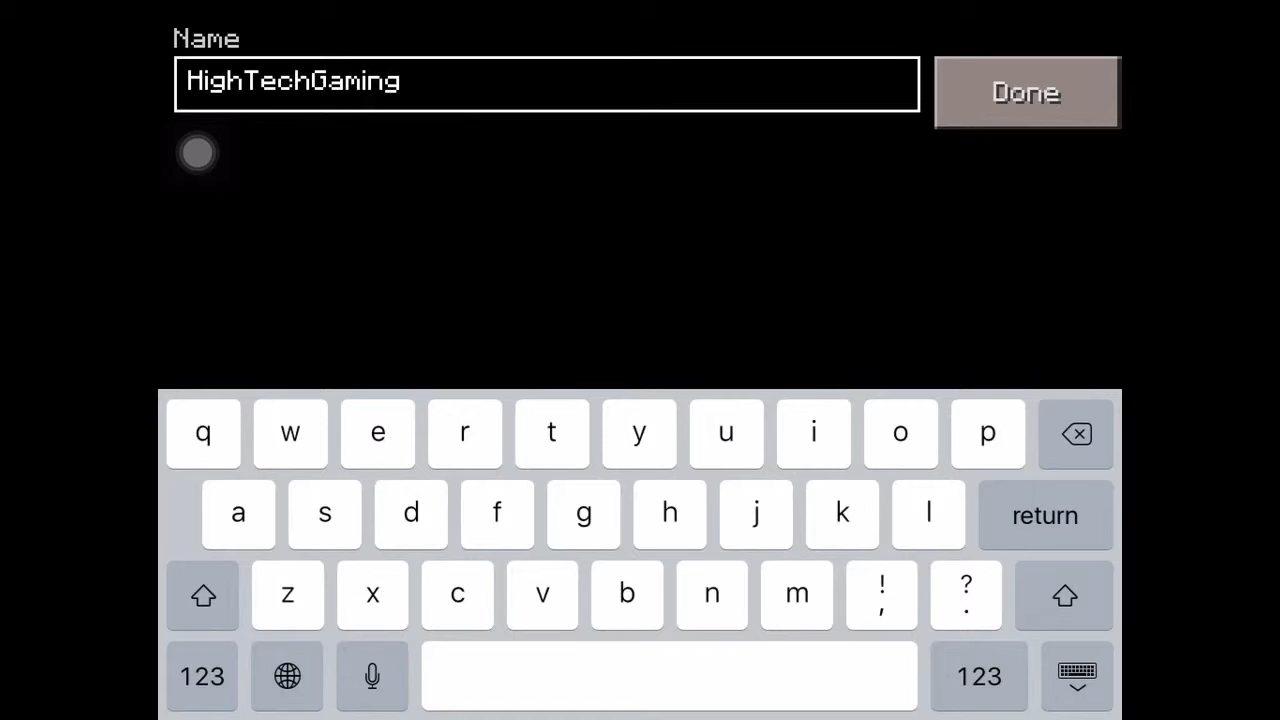 Name
HighTechGaming
Done
q w e r t y u i o p
a s d f g h j k l return
z x c v b n m ! , ? .
123 123